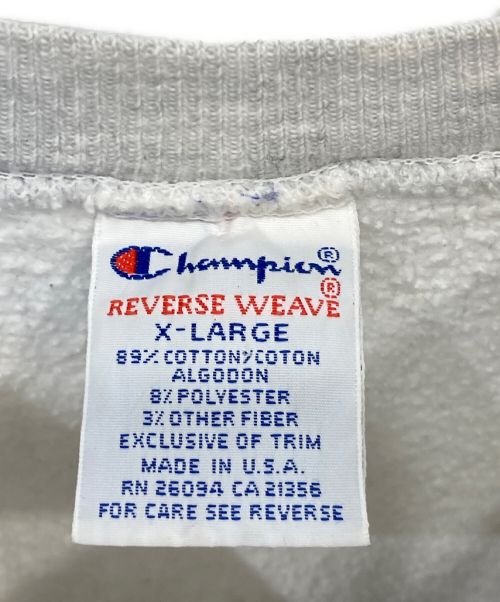 Champion®
REVERSE WEAVE®
X-LARGE
89% COTTON/COTON
ALGODON
8% POLYESTER
3% OTHER FIBER
EXCLUSIVE OF TRIM
MADE IN U.S.A.
RN 26094 CA 21356
FOR CARE SEE REVERSE